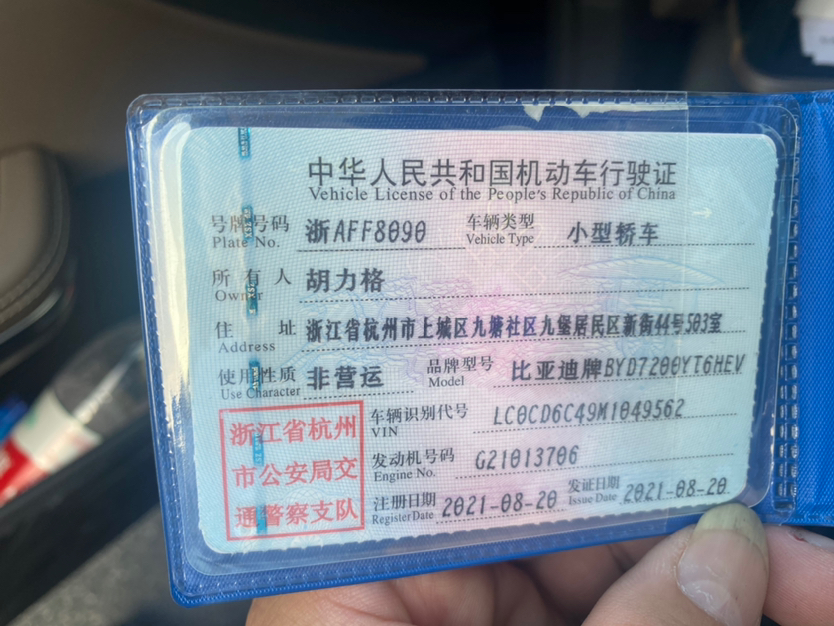 中华人民共和国机动车行驶证
Vehicle License of the People's Republic of China
号牌号码 浙AFF8090 车辆类型 小型轿车
Plate No. Vehicle Type
所有人 胡力格
Owner
住址 浙江省杭州市上城区九塘社区九堡居民区新街44号503室
Address
使用性质 非营运 品牌型号 比亚迪牌BYD7200YT6HEV
Use Character Model
浙江省杭州
市公安局交
通警察支队
车辆识别代号 LC0CD6C49M1049562
VIN
发动机号码 G21013706
Engine No.
注册日期 2021-08-20 发证日期 2021-08-20
Register Date Issue Date